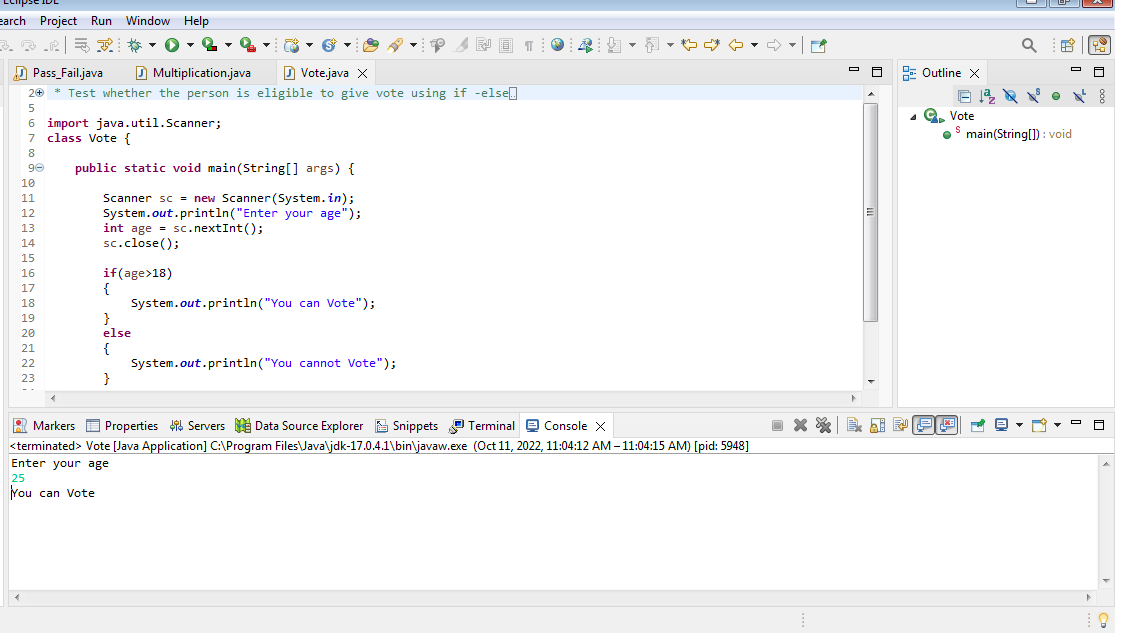 Eclipse IDE
earch Project Run Window Help
Pass_Fail.java Multiplication.java Vote.java
2 * Test whether the person is eligible to give vote using if -else
5
6 import java.util.Scanner;
7 class Vote {
8
9 public static void main(String[] args) {
10
11 Scanner sc = new Scanner(System.in);
12 System.out.println("Enter your age");
13 int age = sc.nextInt();
14 sc.close();
15
16 if(age>18)
17 {
18 System.out.println("You can Vote");
19 }
20 else
21 {
22 System.out.println("You cannot Vote");
23 }
Outline
Vote
S main(String[]) : void
Markers Properties Servers Data Source Explorer Snippets Terminal Console
<terminated> Vote [Java Application] C:\Program Files\Java\jdk-17.0.4.1\bin\javaw.exe (Oct 11, 2022, 11:04:12 AM – 11:04:15 AM) [pid: 5948]
Enter your age
25
You can Vote